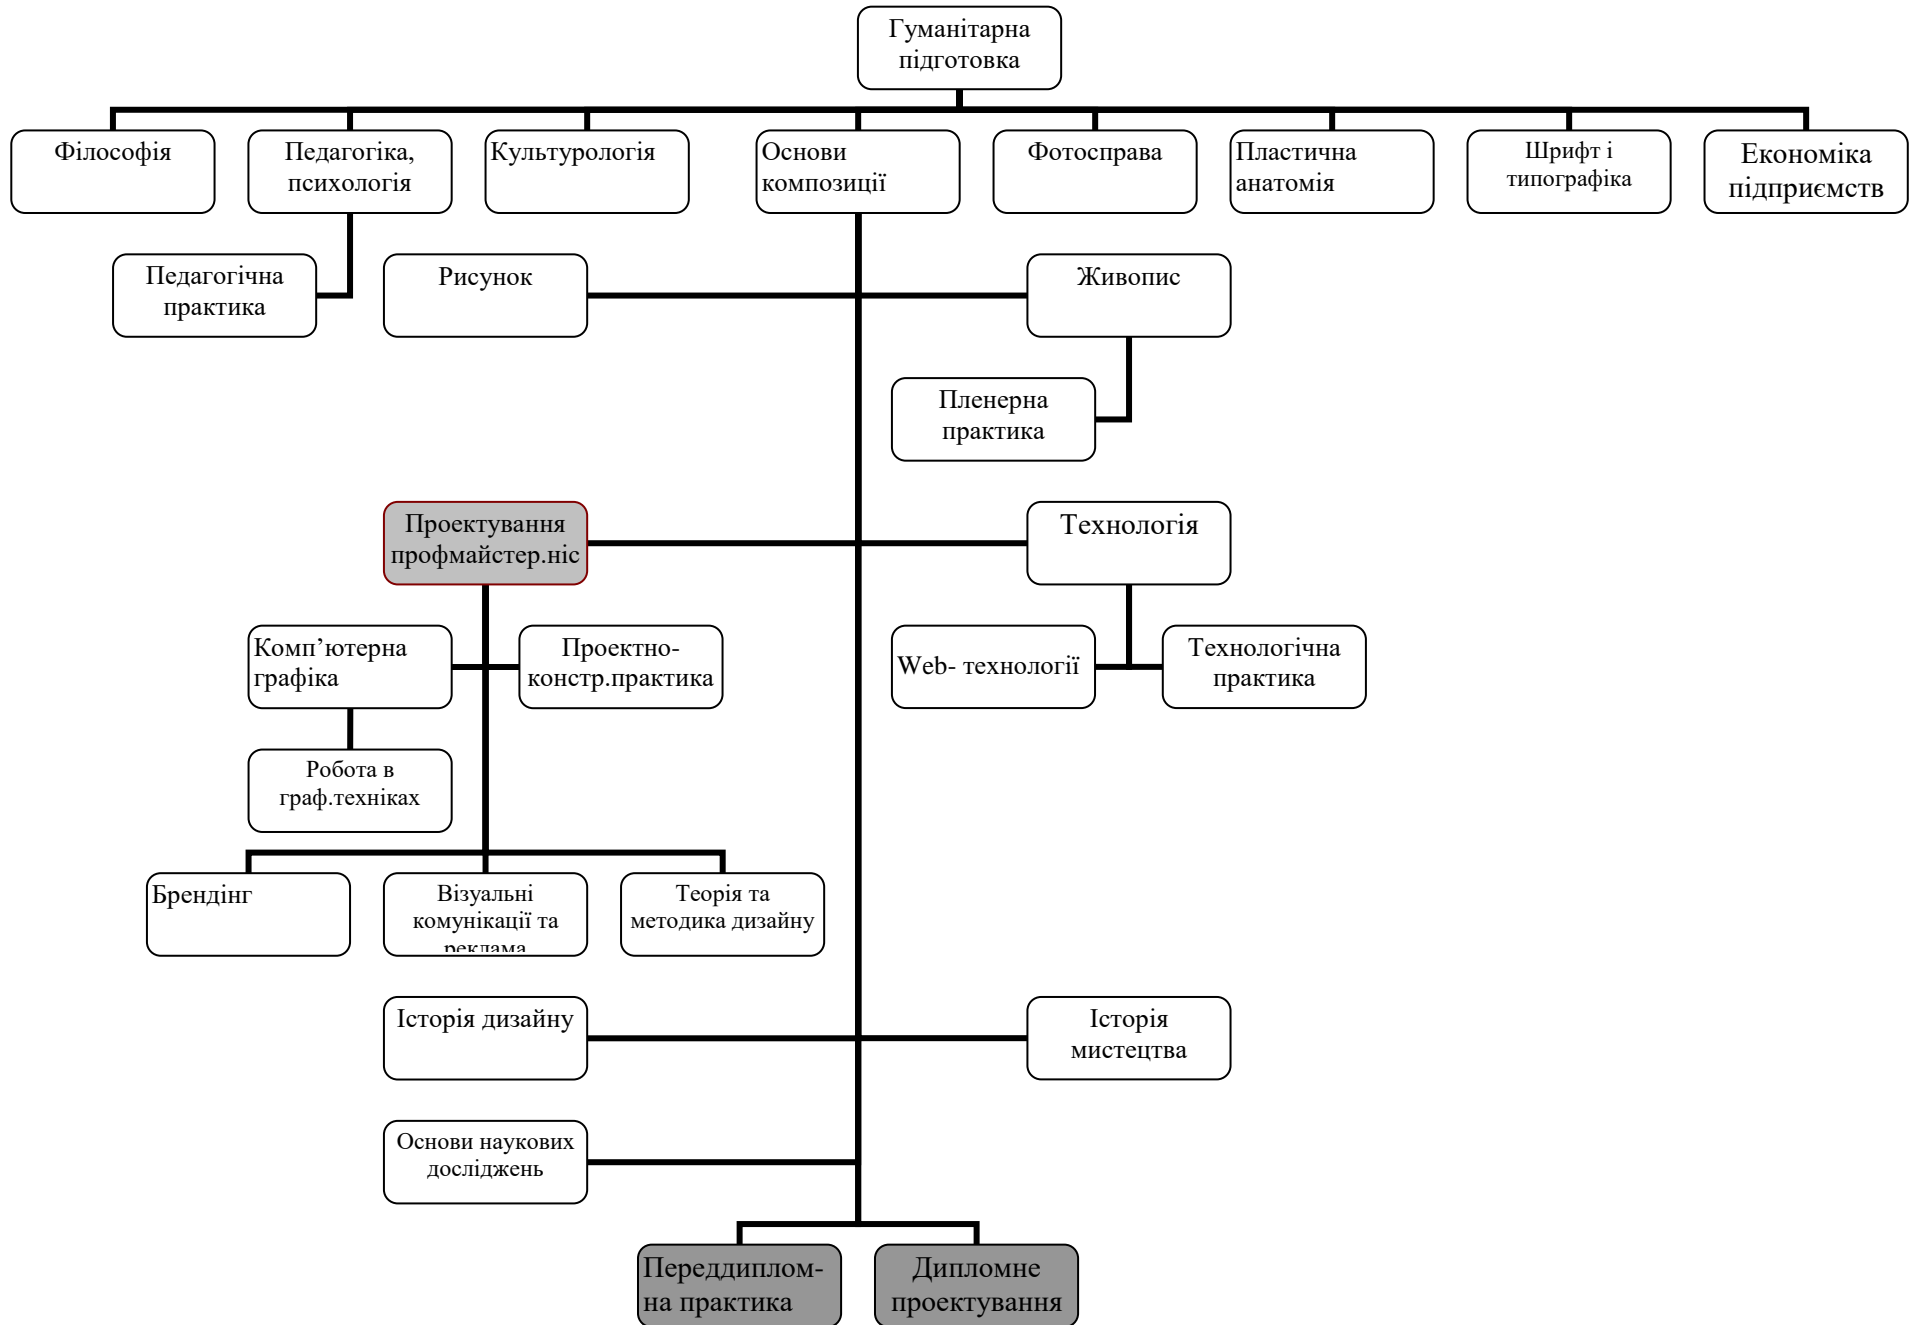 Гуманітарна
підготовка
Філософія
Педагогіка,
психологія
Культурологія
Основи
композиції
Фотосправа
Пластична
анатомія
Шрифт і
типографіка
Економіка
підприємств
Педагогічна
практика
Рисунок
Живопис
Пленерна
практика
Проектування
профмайстер.ніс
Технологія
Комп’ютерна
графіка
Проектно-
констр.практика
Web- технології
Технологічна
практика
Робота в
граф.техніках
Брендінг
Візуальні
комунікації та
реклама
Теорія та
методика дизайну
Історія дизайну
Історія
мистецтва
Основи наукових
досліджень
Переддиплом-
на практика
Дипломне
проектування